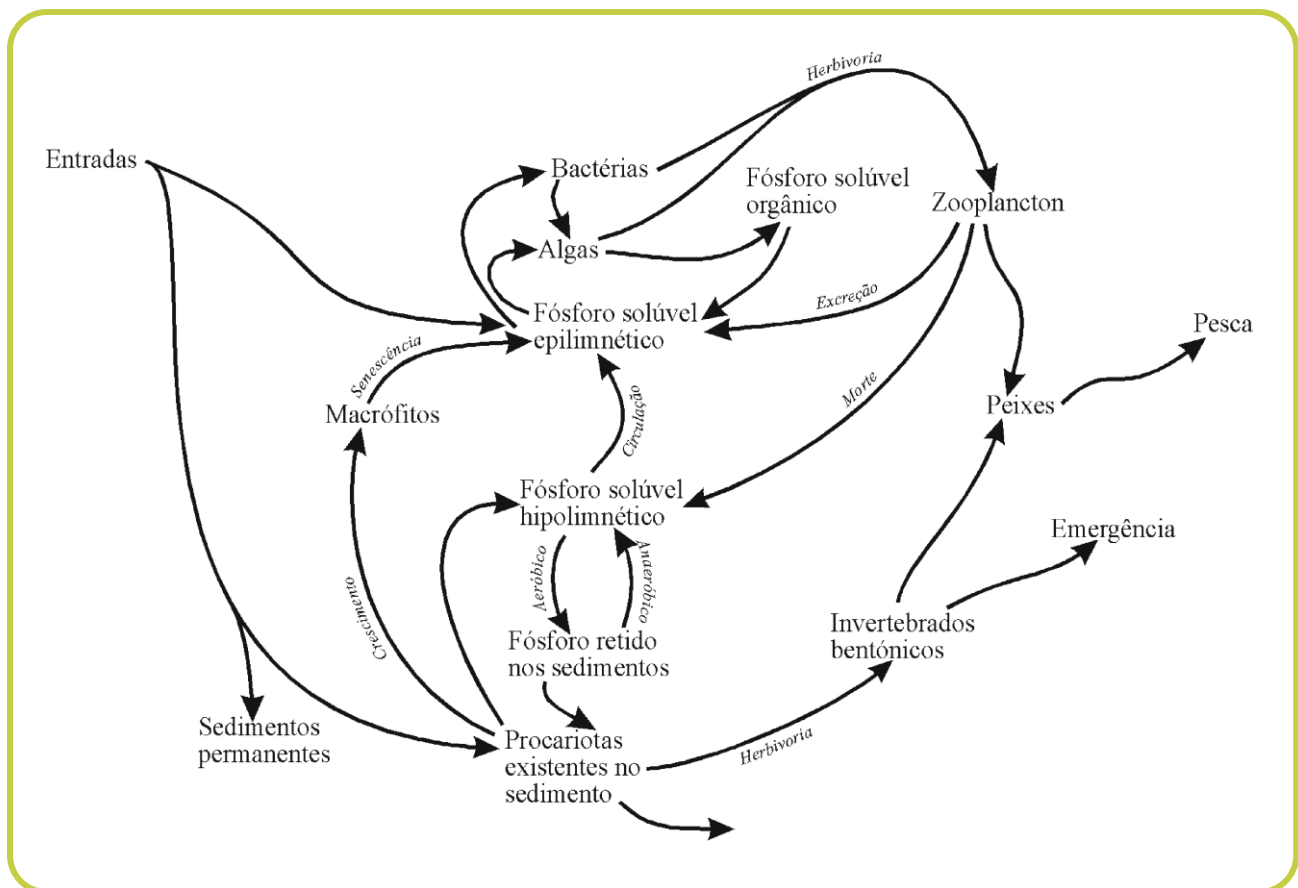 Herbivoria
Entradas
Bactérias
Fósforo solúvel
orgânico
Zooplancton
Algas
Excreção
Fósforo solúvel
epilimnético
Pesca
Senescência
Morte
Macrófitos
Circulação
Peixes
Fósforo solúvel
hipolimnético
Emergência
Aeróbico
Anaeróbico
Crescimento
Fósforo retido
nos sedimentos
Invertebrados
bentónicos
Sedimentos
permanentes
Procariotas
existentes no
sedimento
Herbivoria